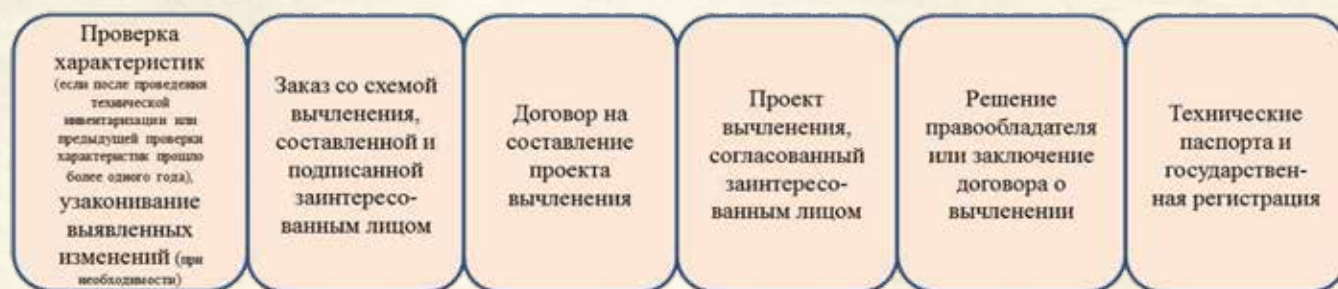 Проверка
характеристик
(если после проведения
технической
инвентаризации или
предыдущей проверки
характеристик прошло
более одного года),
узаконивание
выявленных
изменений (при
необходимости)
Заказ со схемой
вычленения,
составленной и
подписанной
заинтересо-
ванным лицом
Договор на
составление
проекта
вычленения
Проект
вычленения,
согласованный
заинтересо-
ванным лицом
Решение
правообладателя
или заключение
договора о
вычленении
Технические
паспорта и
государствен-
ная регистрация